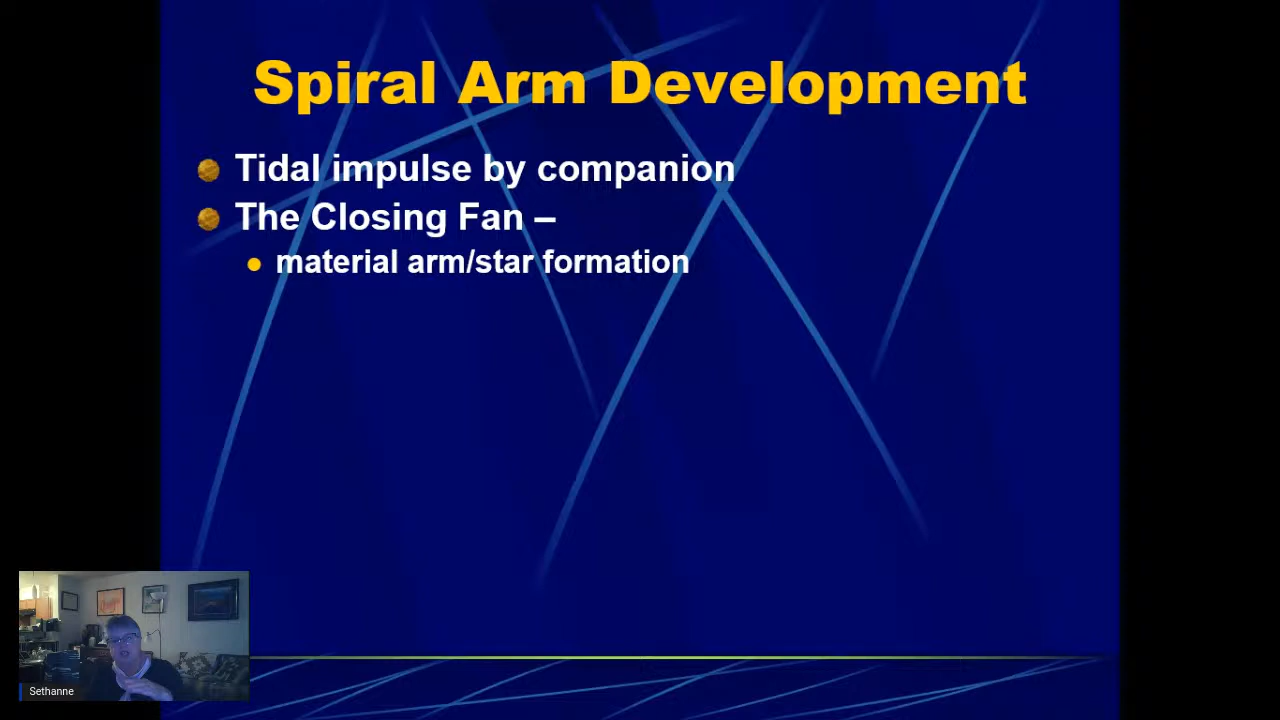 Spiral Arm Development
Tidal impulse by companion
The Closing Fan –
material arm/star formation
Sethanne